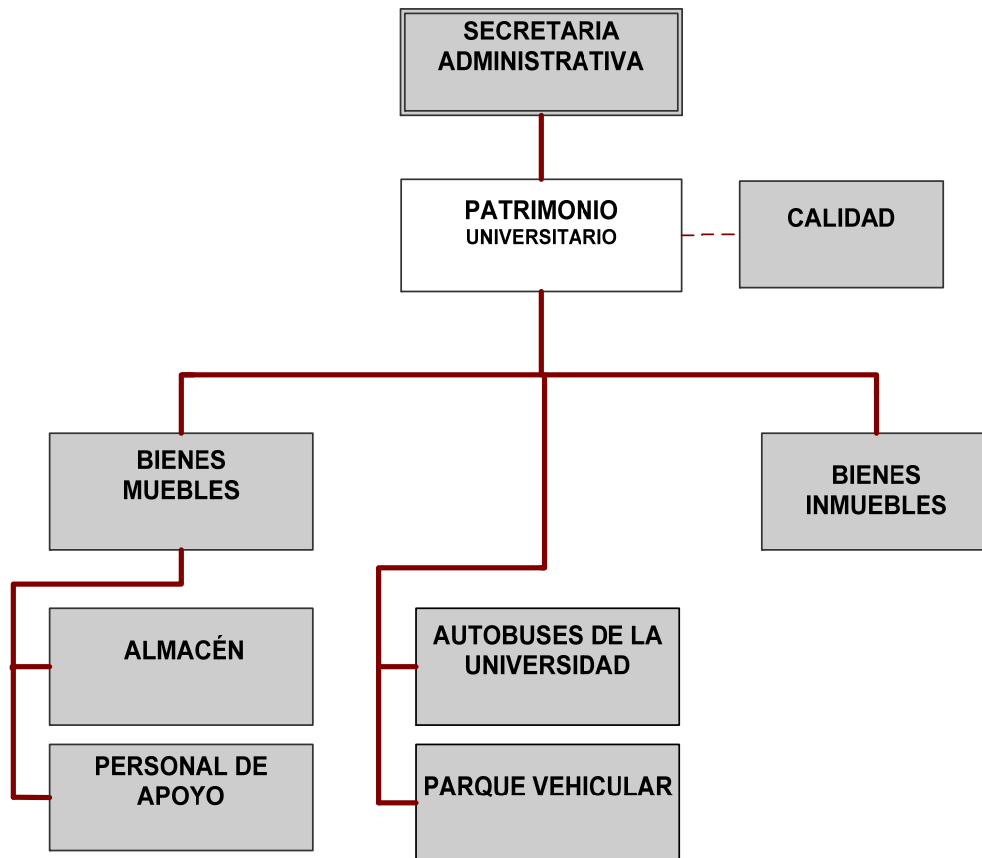 SECRETARIA
ADMINISTRATIVA
PATRIMONIO
UNIVERSITARIO
CALIDAD
BIENES
MUEBLES
BIENES
INMUEBLES
ALMACÉN
AUTOBUSES DE LA
UNIVERSIDAD
PERSONAL DE
APOYO
PARQUE VEHICULAR